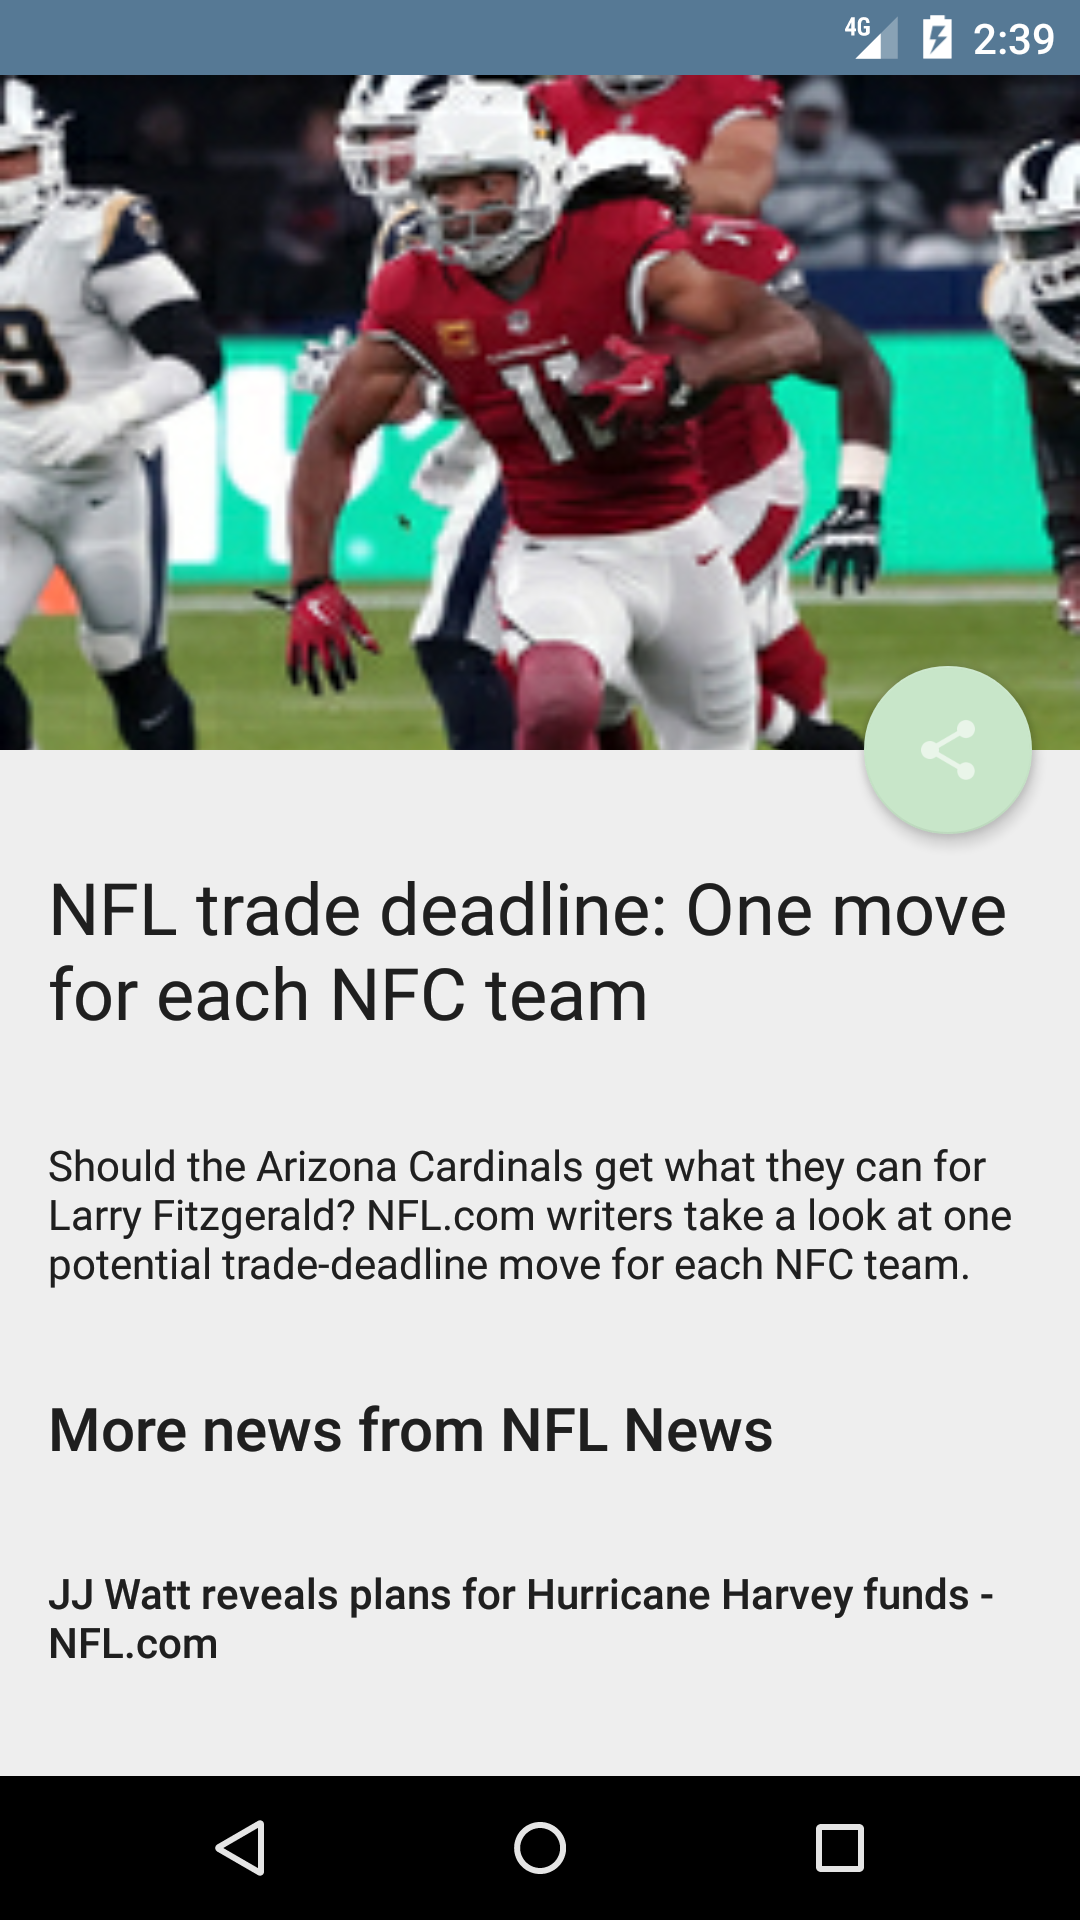 4G 2:39
9
11
NFL trade deadline: One move
for each NFC team
Should the Arizona Cardinals get what they can for
Larry Fitzgerald? NFL.com writers take a look at one
potential trade-deadline move for each NFC team.
More news from NFL News
JJ Watt reveals plans for Hurricane Harvey funds -
NFL.com